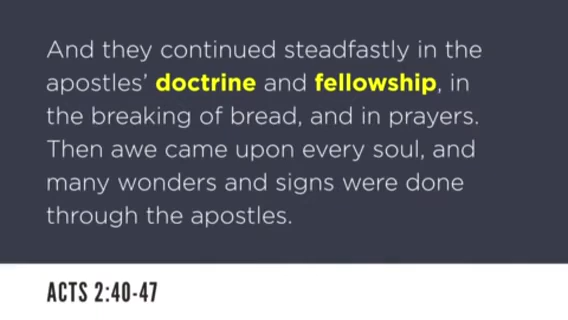 And they continued steadfastly in the
apostles’ doctrine and fellowship, in
the breaking of bread, and in prayers.
Then awe came upon every soul, and
many wonders and signs were done
through the apostles.
ACTS 2:40-47